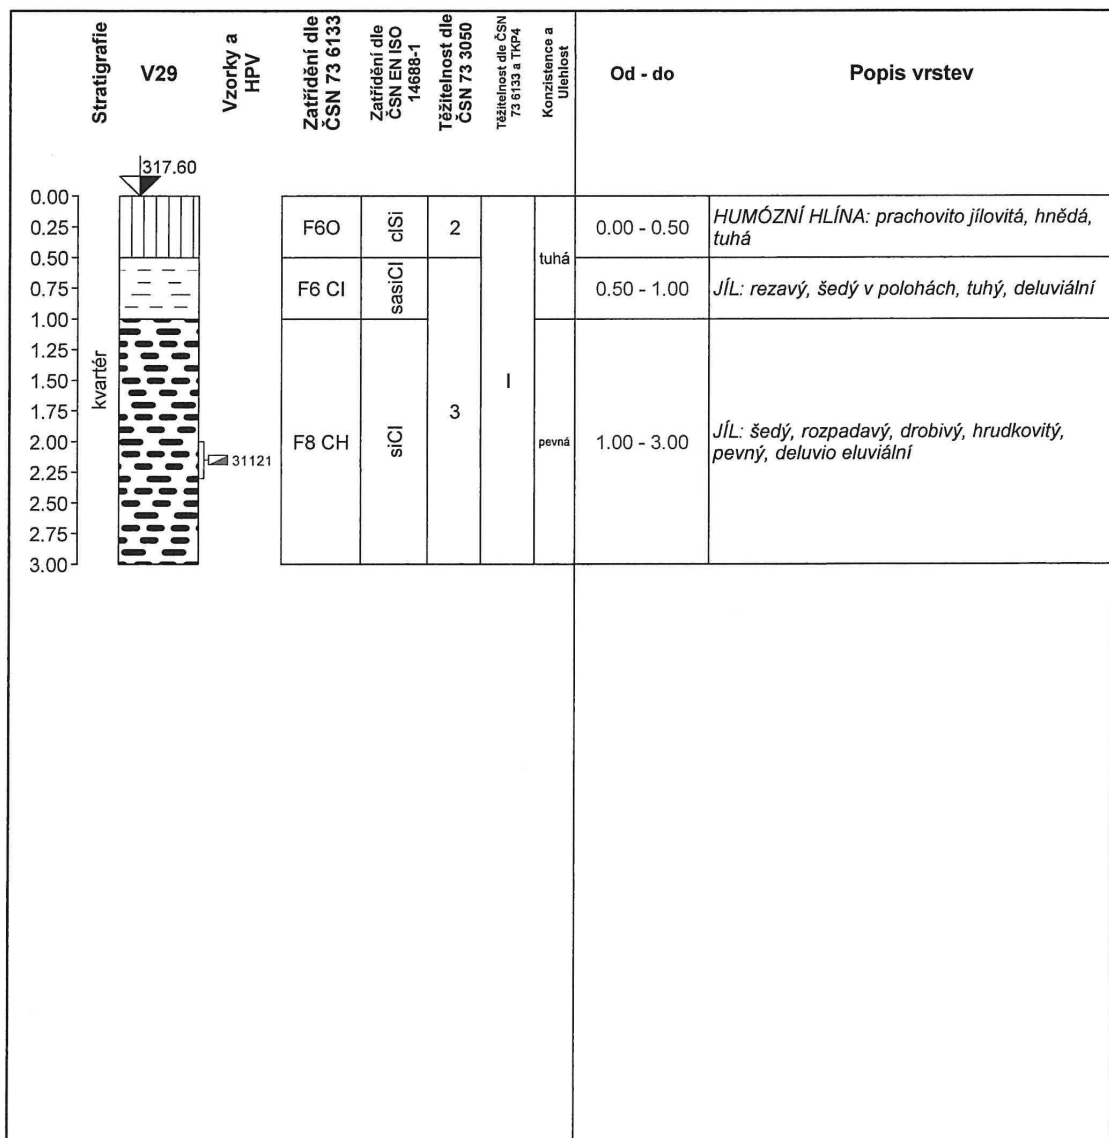 Stratigrafie
V29
Vzorky a
HPV
Zatřídění dle
ČSN 73 6133
Zatřídění dle
ČSN EN ISO
14688-1
Těžitelnost dle
ČSN 73 3050
Těžitelnost dle ČSN
73 6133 a TKP4
Konzistence a
Ulehlost
Od - do
Popis vrstev
317.60
0.00
0.25
0.50
0.75
1.00
1.25
1.50
1.75
2.00
2.25
2.50
2.75
3.00
kvartér
31121
F6O
clSi
2
I
tuhá
0.00 - 0.50
HUMÓZNÍ HLÍNA: prachovito jílovitá, hnědá,
tuhá
F6 CI
sasiCl
3
0.50 - 1.00
JÍL: rezavý, šedý v polohách, tuhý, deluviální
F8 CH
siCl
pevná
1.00 - 3.00
JÍL: šedý, rozpadavý, drobivý, hrudkovitý,
pevný, deluvio eluviální